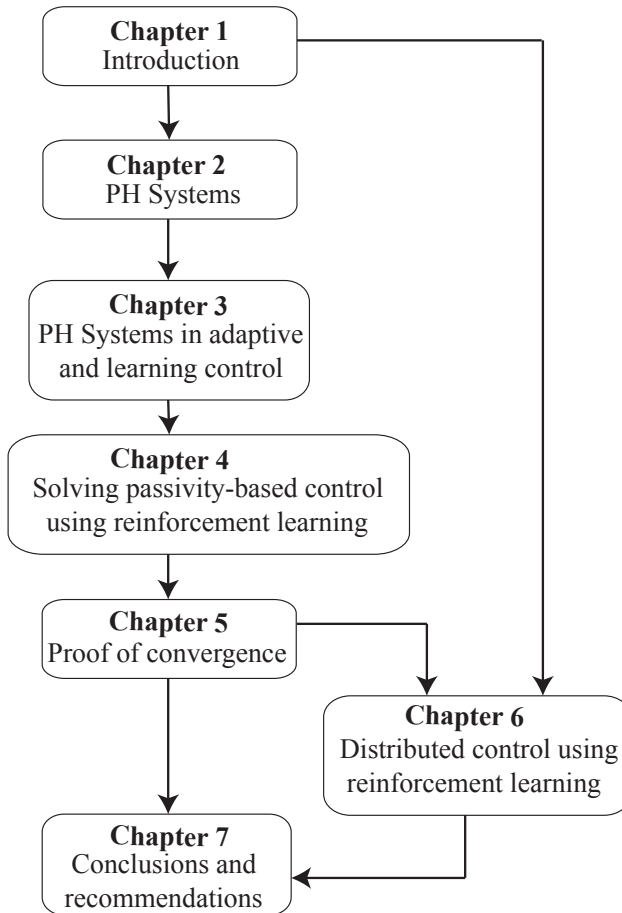 Chapter 1
Introduction
Chapter 2
PH Systems
Chapter 3
PH Systems in adaptive
and learning control
Chapter 4
Solving passivity-based control
using reinforcement learning
Chapter 5
Proof of convergence
Chapter 6
Distributed control using
reinforcement learning
Chapter 7
Conclusions and
recommendations